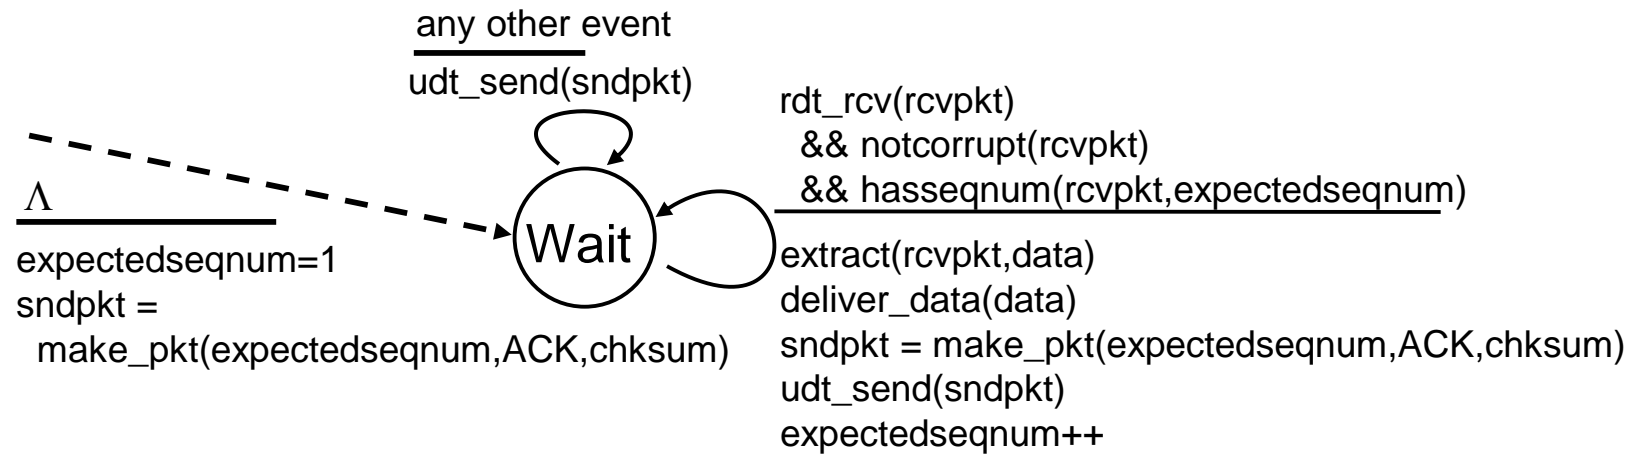 any other event
udt_send(sndpkt)
rdt_rcv(rcvpkt)
&& notcorrupt(rcvpkt)
&& hasseqnum(rcvpkt,expectedseqnum)
Λ
Wait
expectedseqnum=1
sndpkt =
make_pkt(expectedseqnum,ACK,chksum)
extract(rcvpkt,data)
deliver_data(data)
sndpkt = make_pkt(expectedseqnum,ACK,chksum)
udt_send(sndpkt)
expectedseqnum++